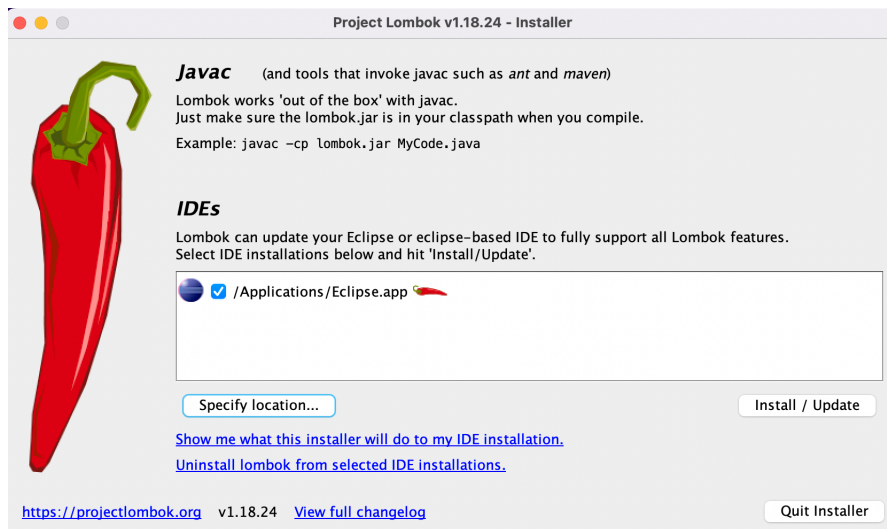 Project Lombok v1.18.24 - Installer
Javac (and tools that invoke javac such as ant and maven)
Lombok works 'out of the box' with javac.
Just make sure the lombok.jar is in your classpath when you compile.
Example: javac -cp lombok.jar MyCode.java
IDEs
Lombok can update your Eclipse or eclipse-based IDE to fully support all Lombok features.
Select IDE installations below and hit 'Install/Update'.
/Applications/Eclipse.app
Specify location... Install / Update
Show me what this installer will do to my IDE installation.
Uninstall lombok from selected IDE installations.
https://projectlombok.org v1.18.24 View full changelog Quit Installer